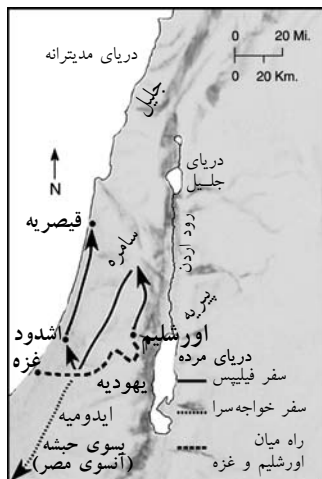 دریای مدیترانه
20 Mi.
0
0
20 Km.
جلیل
دریای
جلـیل
N
قیصریه
سامره
رود اردن
پیریه
اشدود
اورشلیم
غزه
دریای مرده
یهودیه
سفر فیلیپس
ایدومیه
سفر خواجه‌سرا
بسوی حبشه
(آنسوی مصر)
راه میان
اورشلیم و غزه